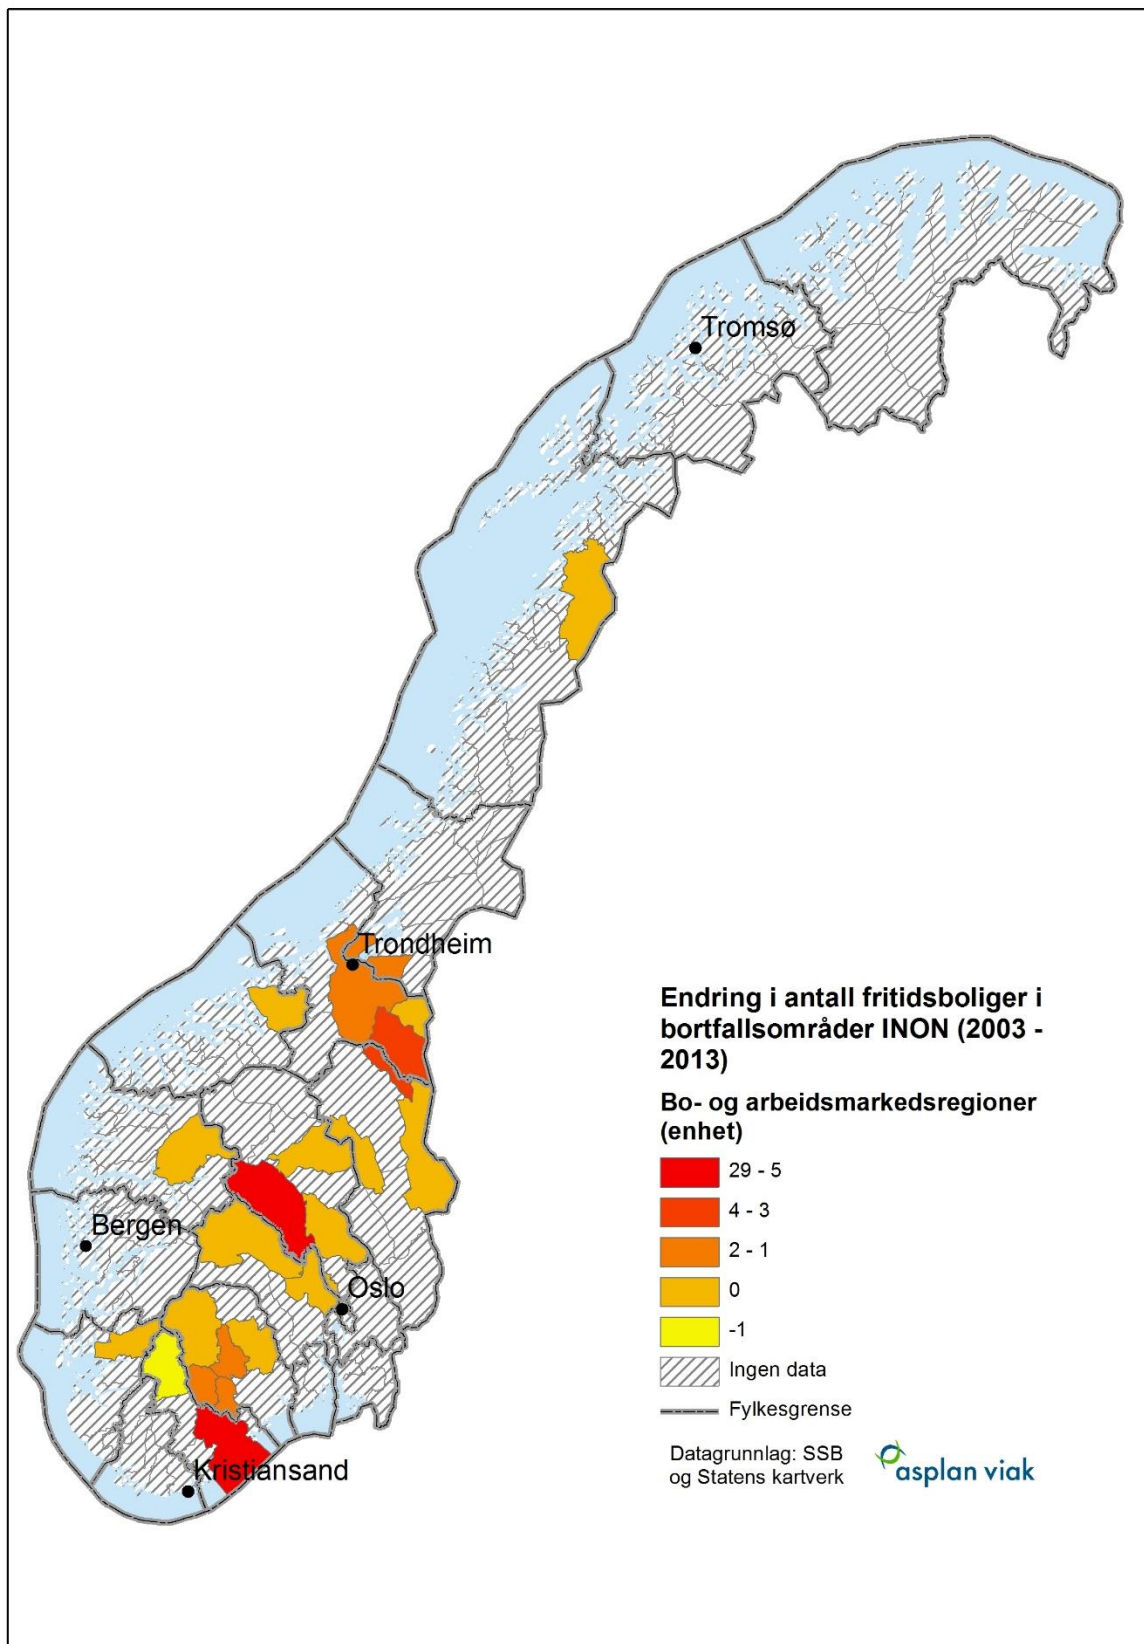 Tromsø
Trondheim
Bergen
Oslo
Kristiansand
Endring i antall fritidsboliger i
bortfallsområder INON (2003 -
2013)
Bo- og arbeidsmarkedsregioner
(enhet)
29 - 5
4 - 3
2 - 1
0
-1
Ingen data
Fylkesgrense
Datagrunnlag: SSB
og Statens kartverk
asplan viak